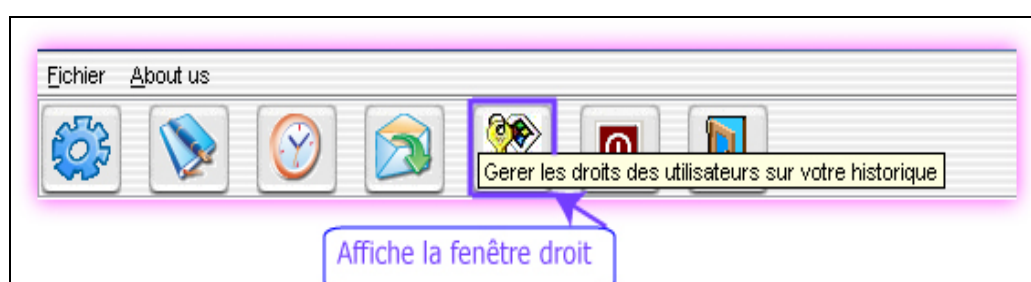 Fichier About us
Gerer les droits des utilisateurs sur votre historique
Affiche la fenêtre droit